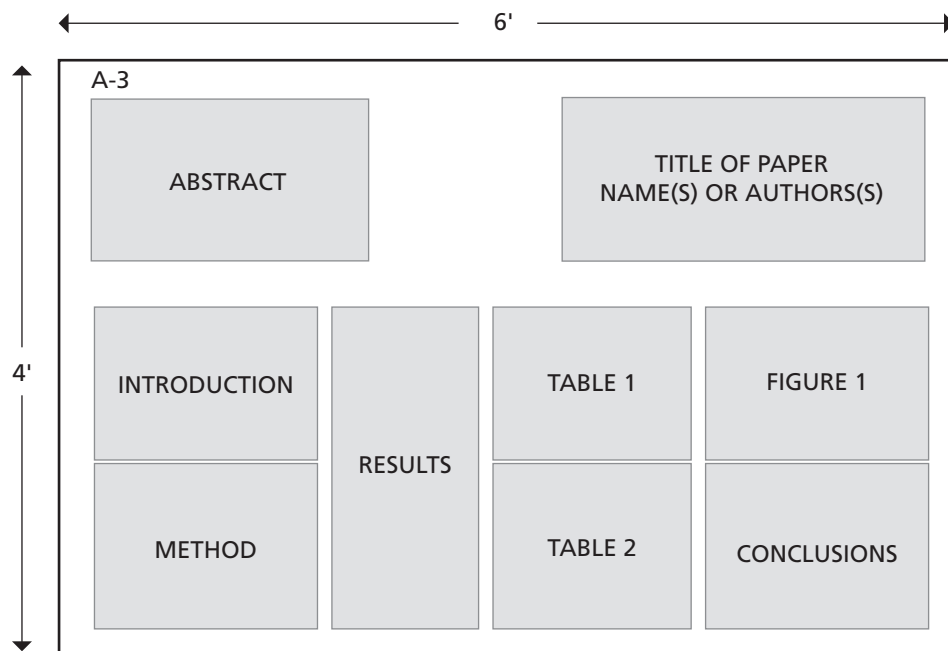 6'
A-3
ABSTRACT
TITLE OF PAPER
NAME(S) OR AUTHORS(S)
4'
INTRODUCTION
METHOD
RESULTS
TABLE 1
TABLE 2
FIGURE 1
CONCLUSIONS